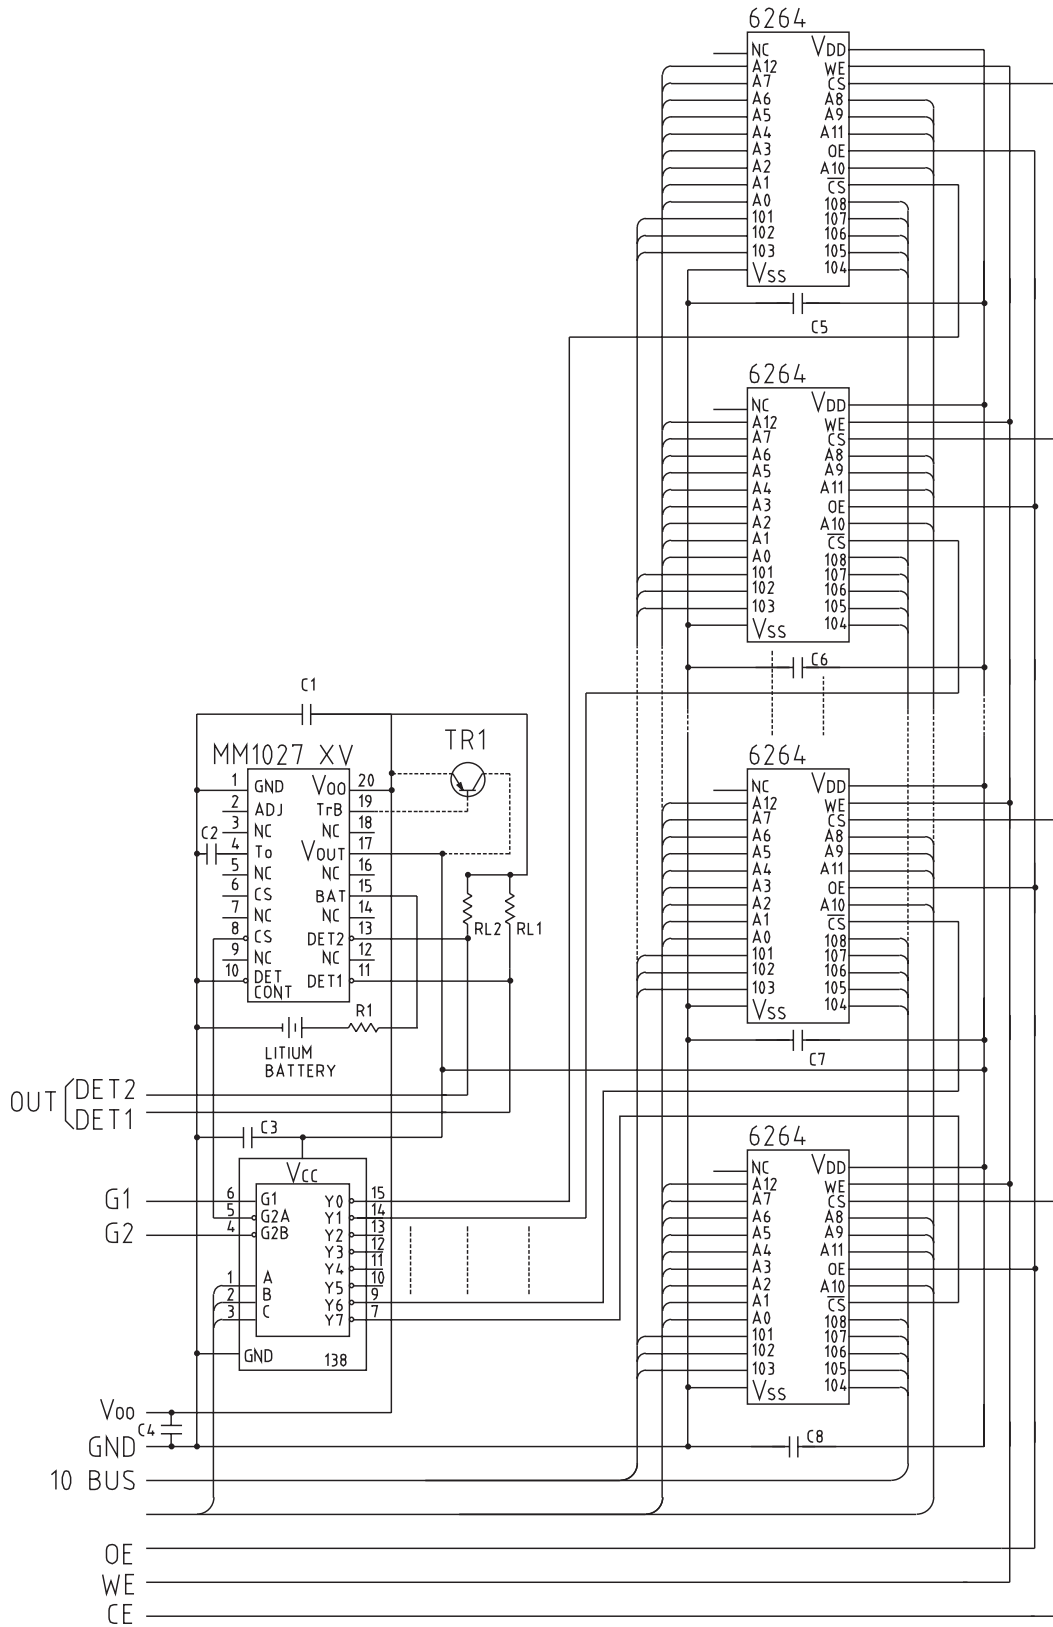 6264
NC VDD
A12 WE
A7 CS
A6 A8
A5 A9
A4 A11
A3 OE
A2 A10
A1 CS
A0 108
101 107
102 106
103 105
VSS 104
C5
6264
NC VDD
A12 WE
A7 CS
A6 A8
A5 A9
A4 A11
A3 OE
A2 A10
A1 CS
A0 108
101 107
102 106
103 105
VSS 104
C6
C1
MM1027 XV
TR1
1 GND VOO 20
2 ADJ TrB 19
3 NC NC 18
C2
4 To VOUT 17
5 NC NC 16
6 CS BAT 15
7 NC NC 14
8 CS DET2 13
9 NC NC 12
10 DET CONT DET1 11
RL2 RL1
R1
LITIUM
BATTERY
6264
NC VDD
A12 WE
A7 CS
A6 A8
A5 A9
A4 A11
A3 OE
A2 A10
A1 CS
A0 108
101 107
102 106
103 105
VSS 104
C7
OUT (DET2
DET1
C3
VCC
G1 6 G1 Y0 15
5 G2A Y1 14
G2 4 G2B Y2 13
Y3 12
Y4 11
1 A Y5 10
2 B Y6 9
3 C Y7 7
GND 138
6264
NC VDD
A12 WE
A7 CS
A6 A8
A5 A9
A4 A11
A3 OE
A2 A10
A1 CS
A0 108
101 107
102 106
103 105
VSS 104
C8
VOO
C4
GND
10 BUS
OE
WE
CE